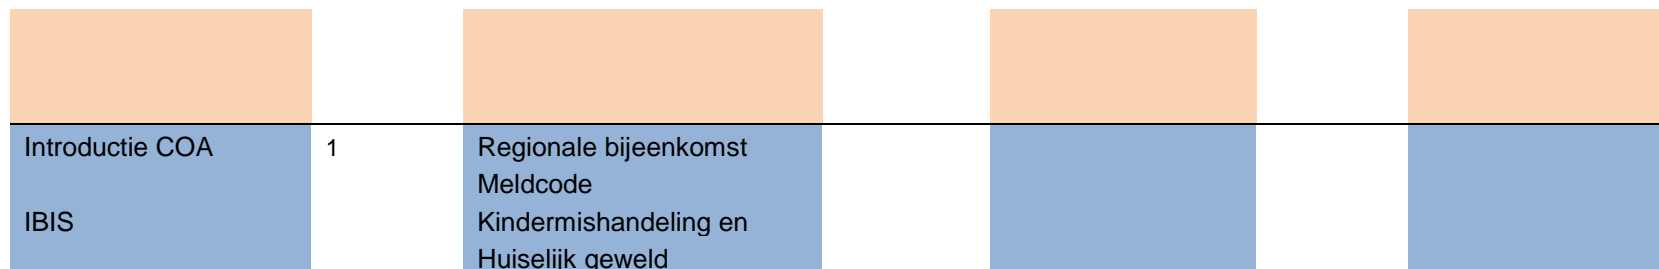 Introductie COA 1 Regionale bijeenkomst
Meldcode
IBIS Kindermishandeling en
Huiselijk geweld